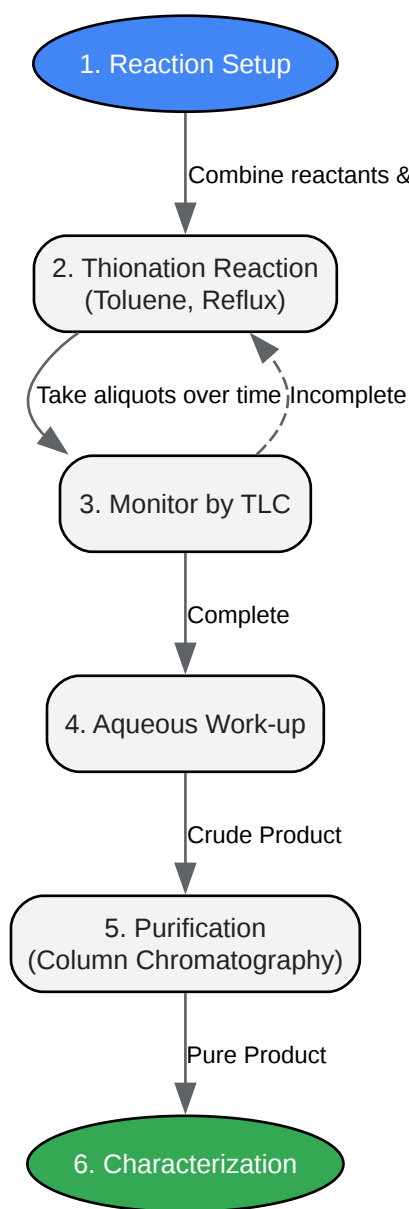 1. Reaction Setup
Combine reactants &
2. Thionation Reaction
(Toluene, Reflux)
Take aliquots over time
Incomplete
3. Monitor by TLC
Complete
4. Aqueous Work-up
Crude Product
5. Purification
(Column Chromatography)
Pure Product
6. Characterization